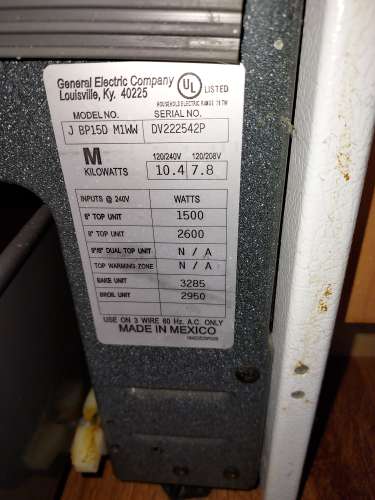 General Electric Company
Louisville, Ky. 40225
UL LISTED
HOUSEHOLD ELECTRIC RANGE
MODEL NO. SERIAL NO.
J BP15D M1WW DV222542P
M 120/240V 120/208V
KILOWATTS 10.4 7.8
INPUTS @ 240V WATTS
6" TOP UNIT 1500
8" TOP UNIT 2600
DUAL TOP UNIT N / A
TOP WARMING ZONE N / A
BAKE UNIT 3285
BROIL UNIT 2950
USE ON 3 WIRE 60 Hz. A.C. ONLY
MADE IN MEXICO